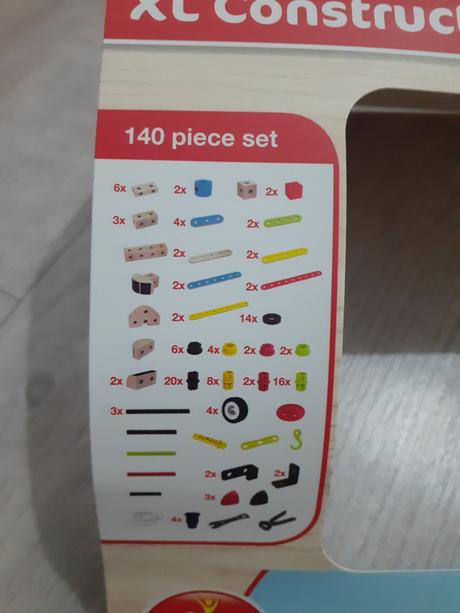 XL Construct
140 piece set
6x 2x 2x
3x 4x 2x
2x 2x
2x 2x
2x 14x
6x 4x 2x 2x
2x 20x 8x 2x 16x
3x 4x
2x 2x
3x
4x